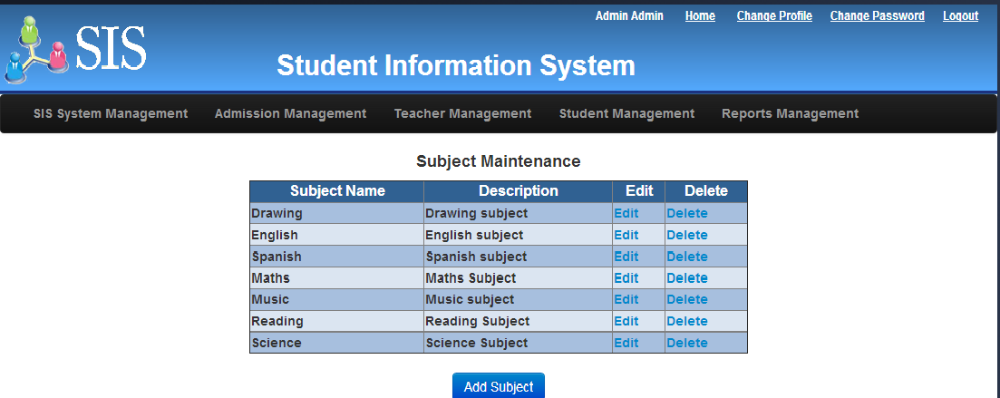 Admin Admin Home Change Profile Change Password Logout
SIS
Student Information System
SIS System Management Admission Management Teacher Management Student Management Reports Management
Subject Maintenance
Subject Name Description Edit Delete
Drawing Drawing subject Edit Delete
English English subject Edit Delete
Spanish Spanish subject Edit Delete
Maths Maths Subject Edit Delete
Music Music subject Edit Delete
Reading Reading Subject Edit Delete
Science Science Subject Edit Delete
Add Subject